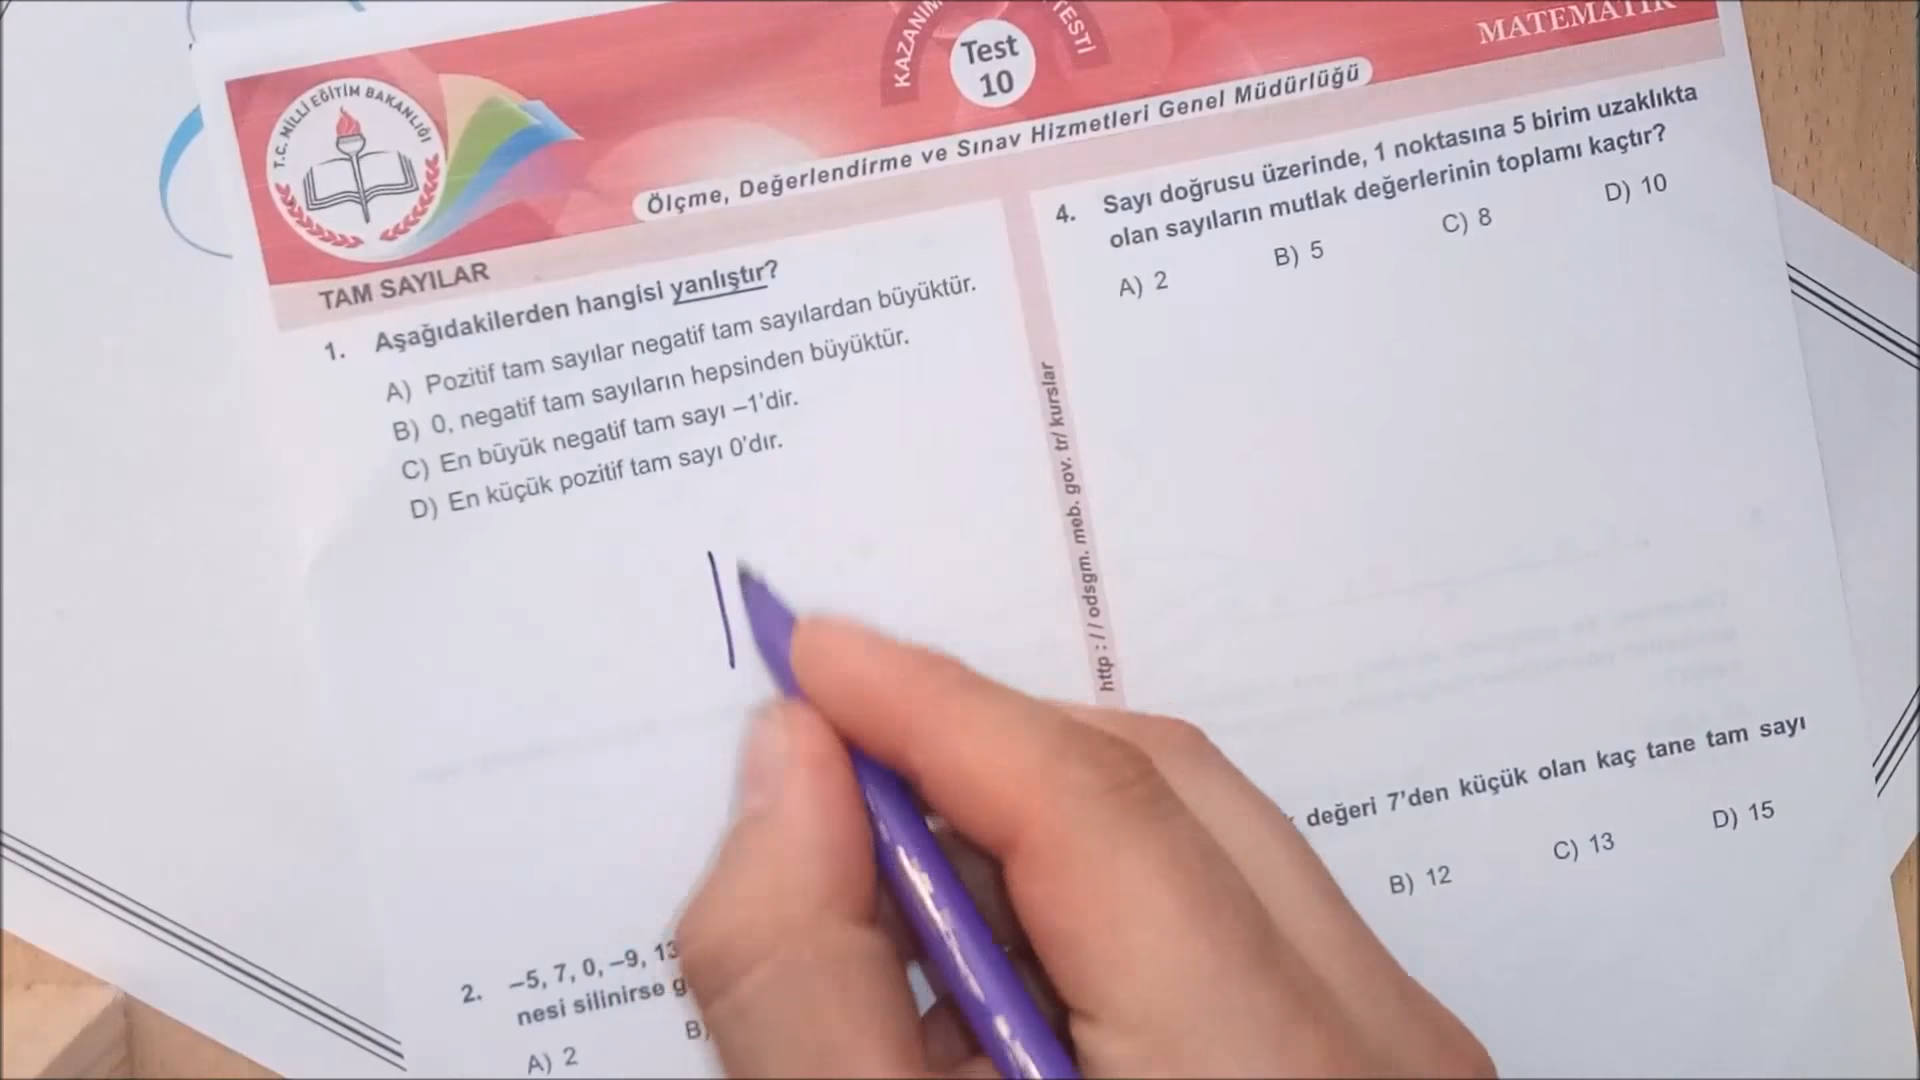 KAZANIM
TESTİ
Test
10
MATEMATİK
T.C. MİLLİ EĞİTİM BAKANLIĞI
Ölçme, Değerlendirme ve Sınav Hizmetleri Genel Müdürlüğü
TAM SAYILAR
1. Aşağıdakilerden hangisi yanlıştır?
A) Pozitif tam sayılar negatif tam sayılardan büyüktür.
B) 0, negatif tam sayıların hepsinden büyüktür.
C) En büyük negatif tam sayı –1'dir.
D) En küçük pozitif tam sayı 0'dır.
2. –5, 7, 0, –9, 13
nesi silinirse
A) 2
B)
http : / / odsgm. meb. gov. tr/ kurslar
4. Sayı doğrusu üzerinde, 1 noktasına 5 birim uzaklıkta
olan sayıların mutlak değerlerinin toplamı kaçtır?
A) 2 B) 5 C) 8 D) 10
değeri 7'den küçük olan kaç tane tam sayı
B) 12 C) 13 D) 15